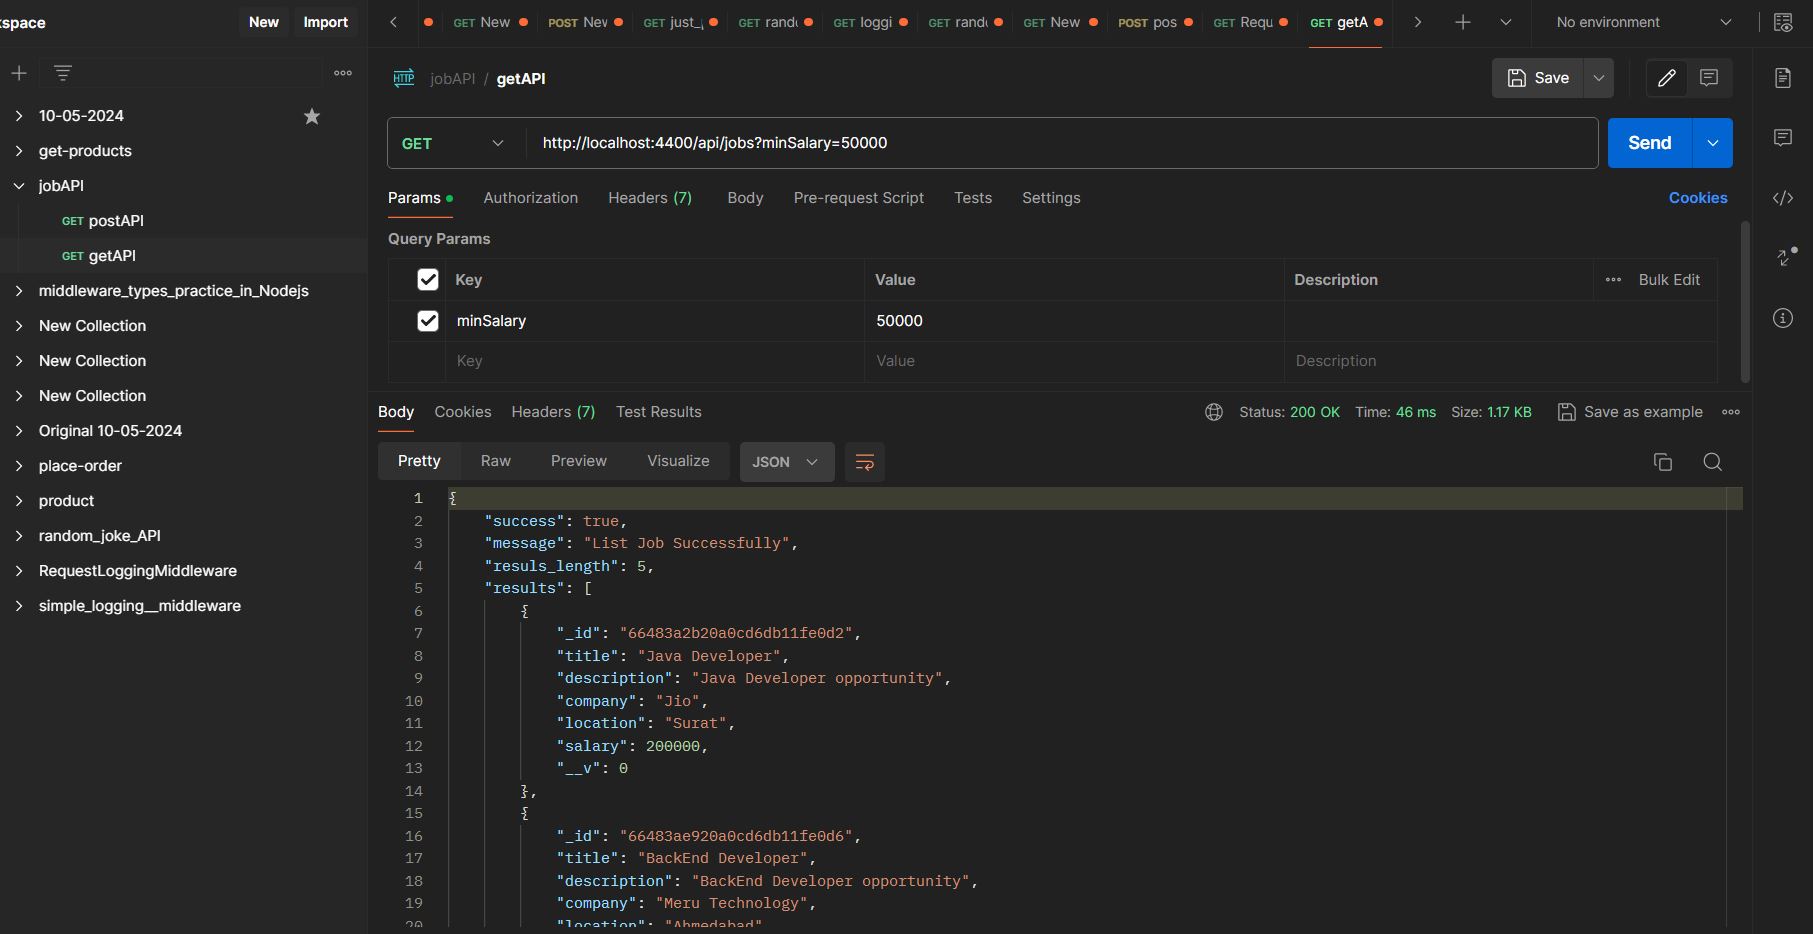 kspace
New
Import
GET New
POST New
GET just_
GET rand
GET loggi
GET rand
GET New
POST pos
GET Requ
GET getA
No environment
10-05-2024
get-products
jobAPI
GET postAPI
GET getAPI
middleware_types_practice_in_Nodejs
New Collection
New Collection
New Collection
Original 10-05-2024
place-order
product
random_joke_API
RequestLoggingMiddleware
simple_logging__middleware
HTTP jobAPI / getAPI
Save
GET http://localhost:4400/api/jobs?minSalary=50000
Send
Params Authorization Headers (7) Body Pre-request Script Tests Settings Cookies
Query Params
Key Value Description Bulk Edit
minSalary 50000
Key Value Description
Body Cookies Headers (7) Test Results Status: 200 OK Time: 46 ms Size: 1.17 KB Save as example
Pretty Raw Preview Visualize JSON
1 {
2 "success": true,
3 "message": "List Job Successfully",
4 "resuls_length": 5,
5 "results": [
6 {
7 "_id": "66483a2b20a0cd6db11fe0d2",
8 "title": "Java Developer",
9 "description": "Java Developer opportunity",
10 "company": "Jio",
11 "location": "Surat",
12 "salary": 200000,
13 "__v": 0
14 },
15 {
16 "_id": "66483ae920a0cd6db11fe0d6",
17 "title": "BackEnd Developer",
18 "description": "BackEnd Developer opportunity",
19 "company": "Meru Technology",
20 "location": "Ahmedabad"